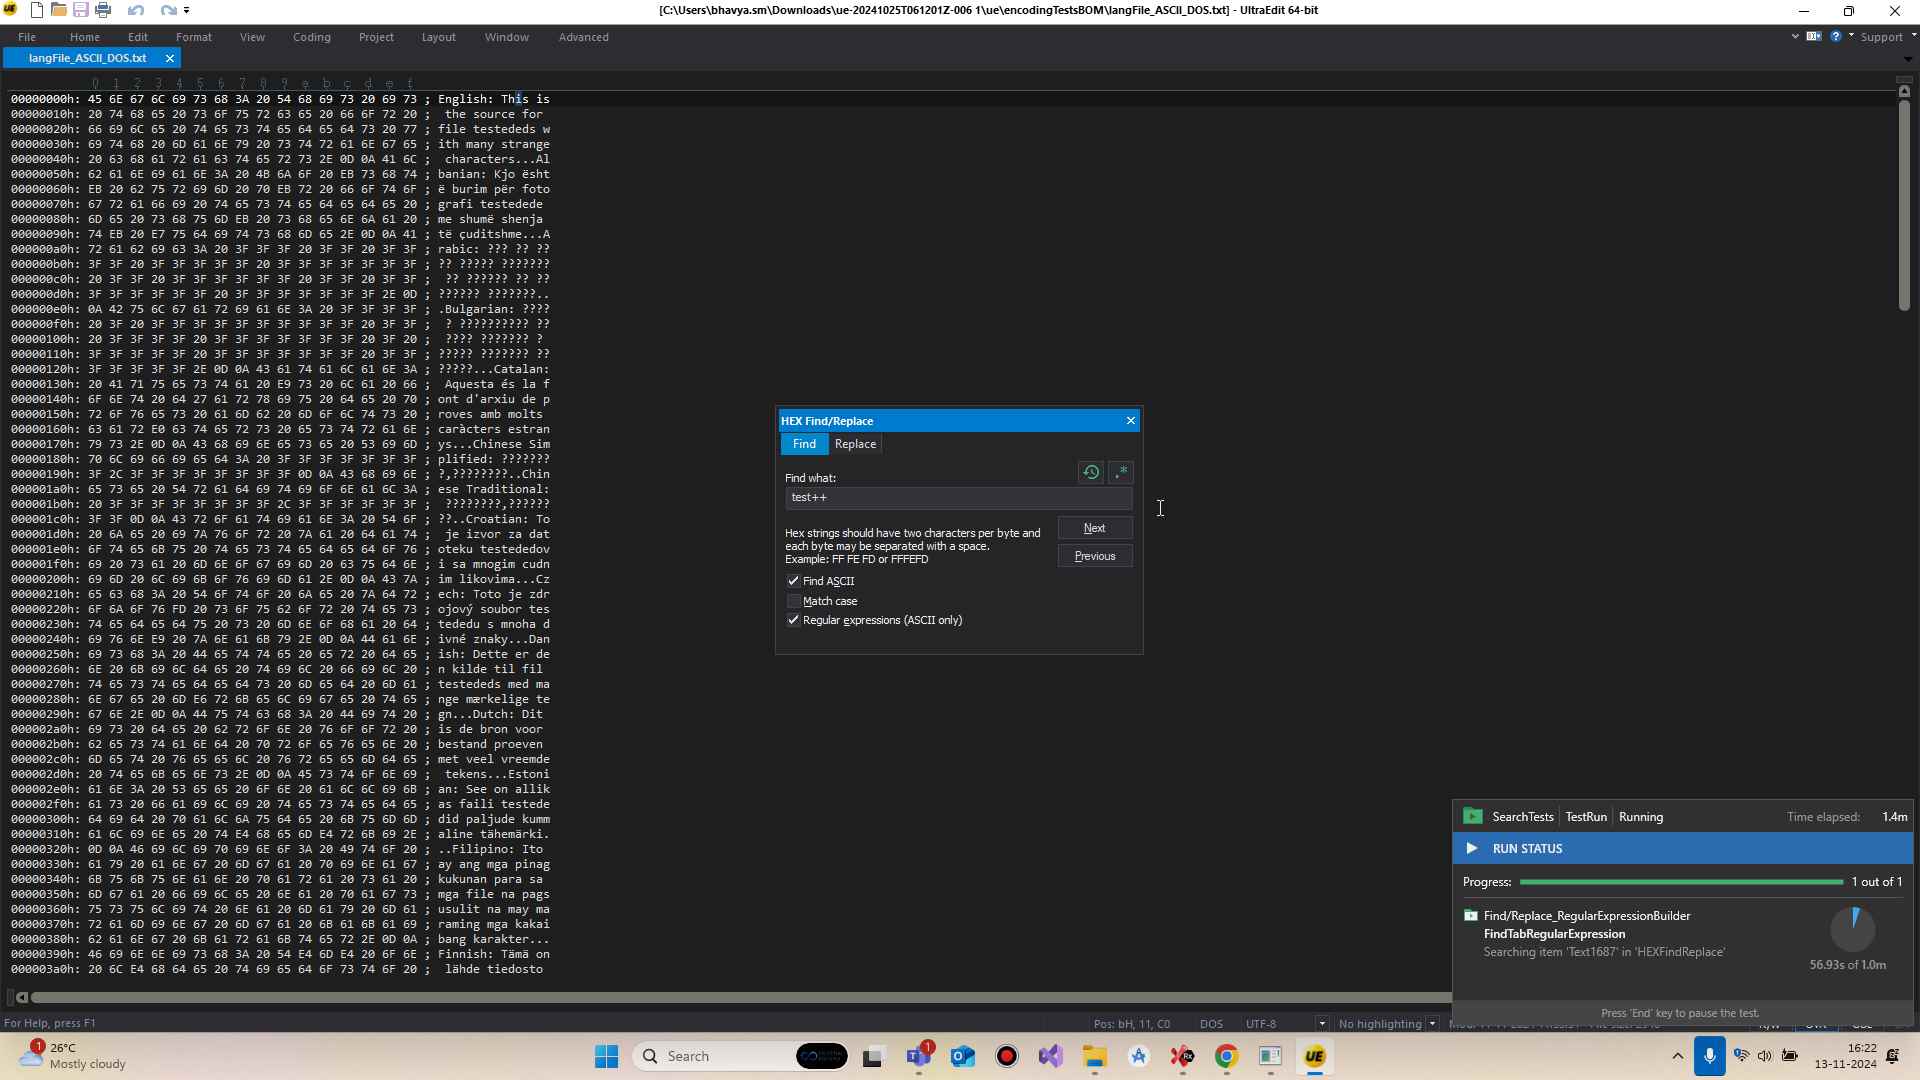 [C:\Users\bhavya.sm\Downloads\ue-20241025T061201Z-006 1\ue\encodingTestsBOM\langFile_ASCII_DOS.txt] - UltraEdit 64-bit
File Home Edit Format View Search Coding Project Layout Window Advanced Support
langFile_ASCII_DOS.txt
0 1 2 3 4 5 6 7 8 9 a b c d e f
00000000h: 45 6E 67 6C 69 73 68 3A 20 54 68 69 73 20 69 73 ; English: This is
00000010h: 20 74 68 65 20 73 6F 75 72 63 65 20 66 6F 72 20 ;  the source for
00000020h: 66 69 6C 65 20 74 65 73 74 65 64 65 64 73 20 77 ; file testededs w
00000030h: 69 74 68 20 6D 61 6E 79 20 73 74 72 61 6E 67 65 ; ith many strange
00000040h: 20 63 68 61 72 61 63 74 65 72 73 2E 0D 0A 41 6C ;  characters...Al
00000050h: 62 61 6E 69 61 6E 3A 20 4B 6A 6F 20 EB 73 68 74 ; banian: Kjo ësht
00000060h: EB 20 62 75 72 69 6D 20 70 EB 72 20 66 6F 74 6F ; ë burim për foto
00000070h: 67 72 61 66 69 20 74 65 73 74 65 64 65 64 65 20 ; grafi testedede
00000080h: 6D 65 20 73 68 75 6D EB 20 73 68 65 6E 6A 61 20 ; me shumë shenja
00000090h: 74 EB 20 E7 75 64 69 74 73 68 6D 65 2E 0D 0A 41 ; të çuditshme...A
000000a0h: 72 61 62 69 63 3A 20 3F 3F 3F 20 3F 3F 20 3F 3F ; rabic: ??? ?? ??
000000b0h: 3F 3F 20 3F 3F 3F 3F 3F 20 3F 3F 3F 3F 3F 3F 3F ; ?? ????? ???????
000000c0h: 20 3F 3F 20 3F 3F 3F 3F 3F 3F 20 3F 3F 20 3F 3F ;  ?? ?????? ?? ??
000000d0h: 3F 3F 3F 3F 3F 3F 20 3F 3F 3F 3F 3F 3F 3F 2E 0D ; ?????? ???????..
000000e0h: 0A 42 75 6C 67 61 72 69 61 6E 3A 20 3F 3F 3F 3F ; .Bulgarian: ????
000000f0h: 20 3F 20 3F 3F 3F 3F 3F 3F 3F 3F 3F 3F 20 3F 3F ;  ? ?????????? ??
00000100h: 3F 3F 3F 3F 20 3F 3F 3F 3F 3F 3F 3F 20 3F 20 ;  ???? ??????? ?
00000110h: 3F 3F 3F 3F 3F 20 3F 3F 3F 3F 3F 3F 3F 20 3F 3F ; ????? ??????? ??
00000120h: 3F 3F 3F 3F 3F 2E 0D 0A 43 61 74 61 6C 61 6E 3A ; ?????...Catalan:
00000130h: 20 41 71 75 65 73 74 61 20 E9 73 20 6C 61 20 66 ;  Aquesta és la f
00000140h: 6F 6E 74 20 64 27 61 72 78 69 75 20 64 65 20 70 ; ont d'arxiu de p
00000150h: 72 6F 76 65 73 20 61 6D 62 20 6D 6F 6C 74 73 20 ; roves amb molts
00000160h: 63 61 72 E0 63 74 65 72 73 20 65 73 74 72 61 6E ; caràcters estran
00000170h: 79 73 2E 0D 0A 43 68 69 6E 65 73 65 20 53 69 6D ; ys...Chinese Sim
00000180h: 70 6C 69 66 69 65 64 3A 20 3F 3F 3F 3F 3F 3F 3F ; plified: ???????
00000190h: 3F 2C 3F 3F 3F 3F 3F 3F 3F 3F 0D 0A 43 68 69 6E ; ?,????????..Chin
000001a0h: 65 73 65 20 54 72 61 64 69 74 69 6F 6E 61 6C 3A ; ese Traditional:
000001b0h: 20 3F 3F 3F 3F 3F 3F 3F 3F 2C 3F 3F 3F 3F 3F 3F ;  ????????,??????
000001c0h: 3F 3F 0D 0A 43 72 6F 61 74 69 61 6E 3A 20 54 6F ; ??..Croatian: To
000001d0h: 20 6A 65 20 69 7A 76 6F 72 20 7A 61 20 64 61 74 ;  je izvor za dat
000001e0h: 6F 74 65 6B 75 20 74 65 73 74 65 64 65 64 6F 76 ; oteku testededov
000001f0h: 69 20 73 61 20 6D 6E 6F 67 69 6D 20 63 75 64 6E ; i sa mnogim cudn
00000200h: 69 6D 20 6C 69 6B 6F 76 69 6D 61 2E 0D 0A 43 7A ; im likovima...Cz
00000210h: 65 63 68 3A 20 54 6F 74 6F 20 6A 65 20 7A 64 72 ; ech: Toto je zdr
00000220h: 6F 6A 6F 76 FD 20 73 6F 75 62 6F 72 20 74 65 73 ; ojový soubor tes
00000230h: 74 65 64 65 64 75 20 73 20 6D 6E 6F 68 61 20 64 ; tededu s mnoha d
00000240h: 69 76 6E E9 20 7A 6E 61 6B 79 2E 0D 0A 44 61 6E ; ivné znaky...Dan
00000250h: 69 73 68 3A 20 44 65 74 74 65 20 65 72 20 64 65 ; ish: Dette er de
00000260h: 6E 20 6B 69 6C 64 65 20 74 69 6C 20 66 69 6C 20 ; n kilde til fil
00000270h: 74 65 73 74 65 64 65 64 73 20 6D 65 64 20 6D 61 ; testededs med ma
00000280h: 6E 67 65 20 6D E6 72 6B 65 6C 69 67 65 20 74 65 ; nge mærkelige te
00000290h: 67 6E 2E 0D 0A 44 75 74 63 68 3A 20 44 69 74 20 ; gn...Dutch: Dit
000002a0h: 69 73 20 64 65 20 62 72 6F 6E 20 76 6F 6F 72 20 ; is de bron voor
000002b0h: 62 65 73 74 61 6E 64 20 70 72 6F 65 76 65 6E 20 ; bestand proeven
000002c0h: 6D 65 74 20 76 65 65 6C 20 76 72 65 65 6D 64 65 ; met veel vreemde
000002d0h: 20 74 65 6B 65 6E 73 2E 0D 0A 45 73 74 6F 6E 69 ;  tekens...Estoni
000002e0h: 61 6E 3A 20 53 65 65 20 6F 6E 20 61 6C 6C 69 6B ; an: See on allik
000002f0h: 61 73 20 66 61 69 6C 69 20 74 65 73 74 65 64 65 ; as faili testede
00000300h: 64 69 64 20 70 61 6C 6A 75 64 65 20 6B 75 6D 6D ; did paljude kumm
00000310h: 61 6C 69 6E 65 20 74 E4 68 65 6D E4 72 6B 69 2E ; aline tähemärki.
00000320h: 0D 0A 46 69 6C 69 70 69 6E 6F 3A 20 49 74 6F 20 ; ..Filipino: Ito
00000330h: 61 79 20 61 6E 67 20 6D 67 61 20 70 69 6E 61 67 ; ay ang mga pinag
00000340h: 6B 75 6B 75 6E 61 6E 20 70 61 72 61 20 73 61 20 ; kukunan para sa
00000350h: 6D 67 61 20 66 69 6C 65 20 6E 61 20 70 61 67 73 ; mga file na pags
00000360h: 75 73 75 6C 69 74 20 6E 61 20 6D 61 79 20 6D 61 ; usulit na may ma
00000370h: 72 61 6D 69 6E 67 20 6D 67 61 20 6B 61 6B 61 69 ; raming mga kakai
00000380h: 62 61 6E 67 20 6B 61 72 61 6B 74 65 72 2E 0D 0A ; bang karakter...
00000390h: 46 69 6E 6E 69 73 68 3A 20 54 E4 6D E4 20 6F 6E ; Finnish: Tämä on
000003a0h: 20 6C E4 68 64 65 20 74 69 65 64 6F 73 74 6F 20 ;  lähde tiedosto
HEX Find/Replace
Find Replace
Find what:
test++
Hex strings should have two characters per byte and
each byte may be separated with a space.
Example: FF FE FD or FFFEFD
Next
Previous
Find ASCII
Match case
Regular expressions (ASCII only)
SearchTests TestRun Running Time elapsed: 1.4m
RUN STATUS
Progress: 1 out of 1
Find/Replace_RegularExpressionBuilder
FindTabRegularExpression
Searching item 'Text1687' in 'HEXFindReplace'
56.93s of 1.0m
Press 'End' key to pause the test.
For Help, press F1
Pos: bH, 11, C0 DOS UTF-8 No highlighting
26°C
Mostly cloudy
Search
16:22
13-11-2024